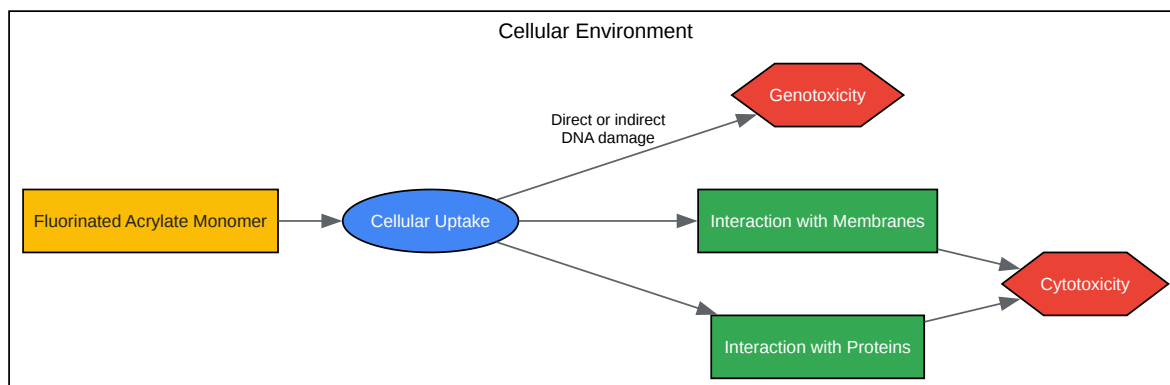 Cellular Environment
Genotoxicity
Direct or indirect
DNA damage
Fluorinated Acrylate Monomer
Cellular Uptake
Interaction with Membranes
Cytotoxicity
Interaction with Proteins